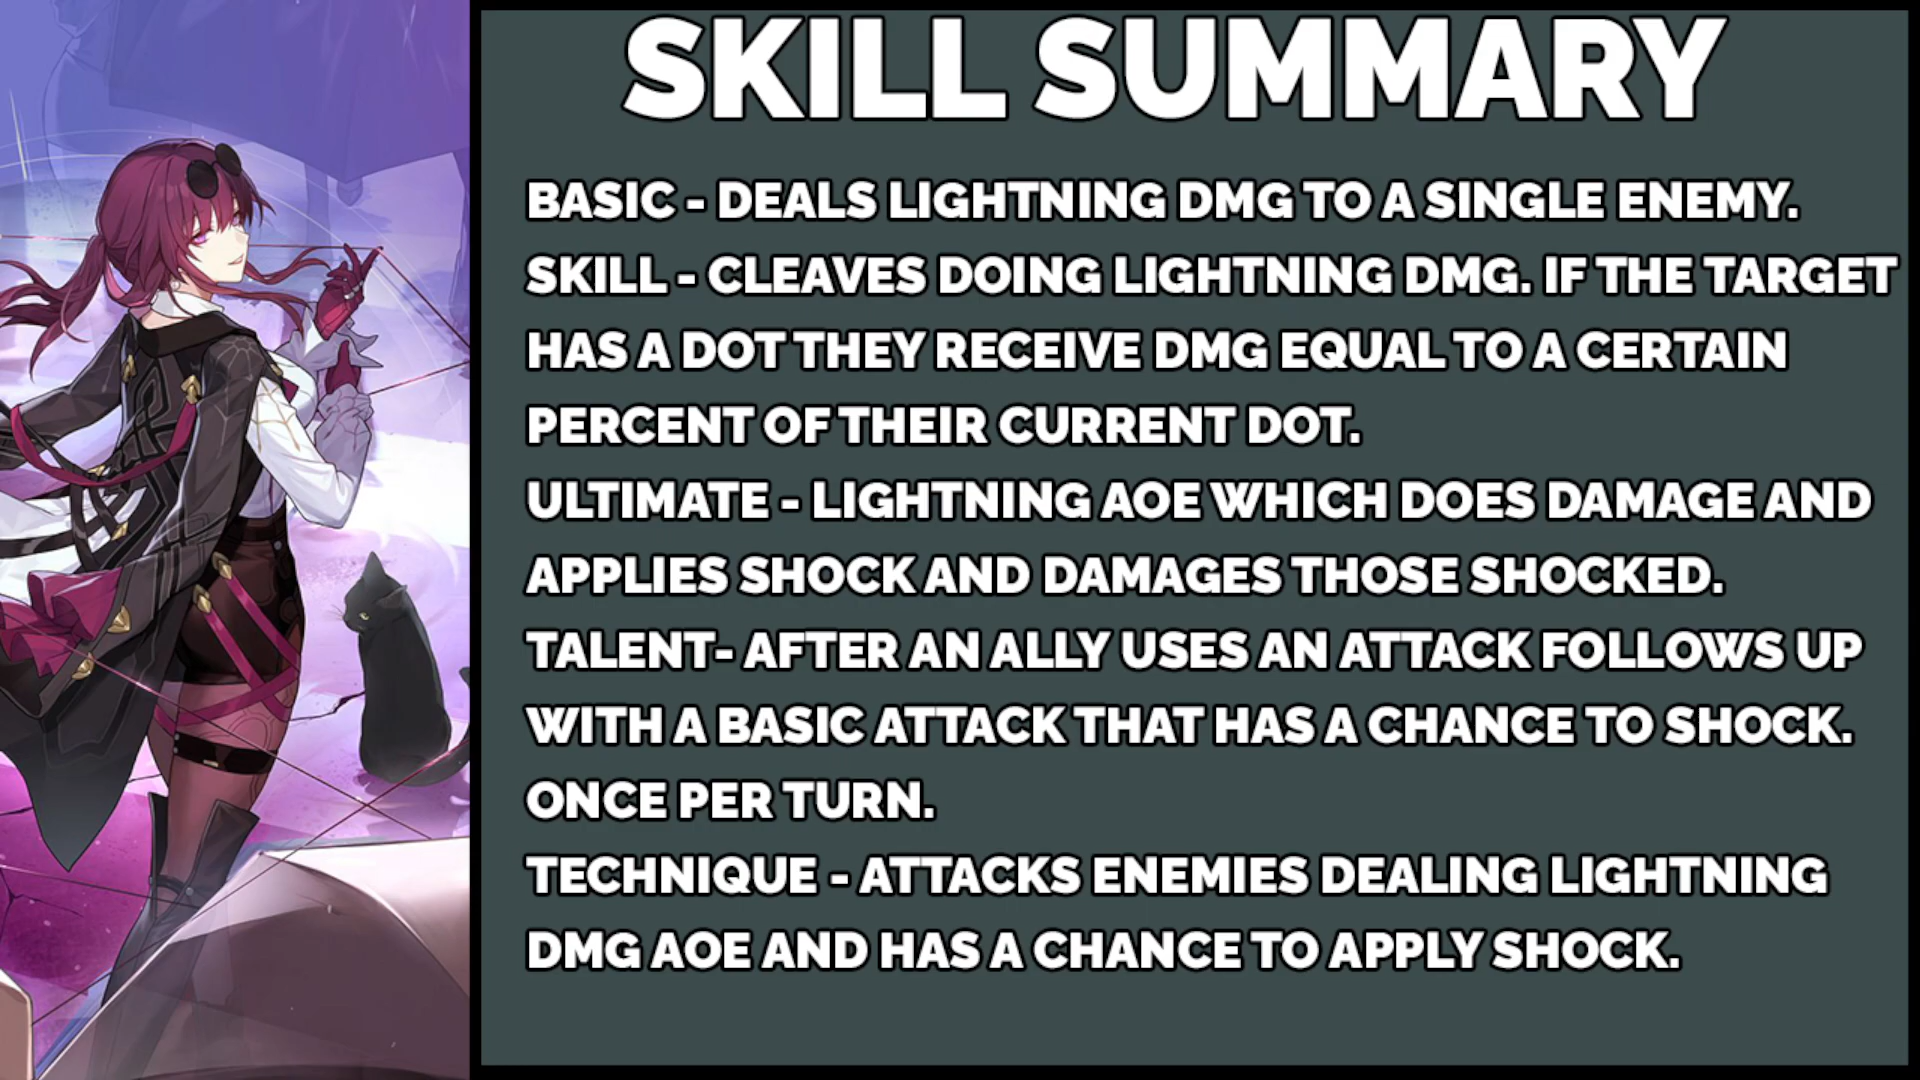 SKILL SUMMARY
BASIC - DEALS LIGHTNING DMG TO A SINGLE ENEMY.
SKILL - CLEAVES DOING LIGHTNING DMG. IF THE TARGET
HAS A DOT THEY RECEIVE DMG EQUAL TO A CERTAIN
PERCENT OF THEIR CURRENT DOT.
ULTIMATE - LIGHTNING AOE WHICH DOES DAMAGE AND
APPLIES SHOCK AND DAMAGES THOSE SHOCKED.
TALENT- AFTER AN ALLY USES AN ATTACK FOLLOWS UP
WITH A BASIC ATTACK THAT HAS A CHANCE TO SHOCK.
ONCE PER TURN.
TECHNIQUE - ATTACKS ENEMIES DEALING LIGHTNING
DMG AOE AND HAS A CHANCE TO APPLY SHOCK.